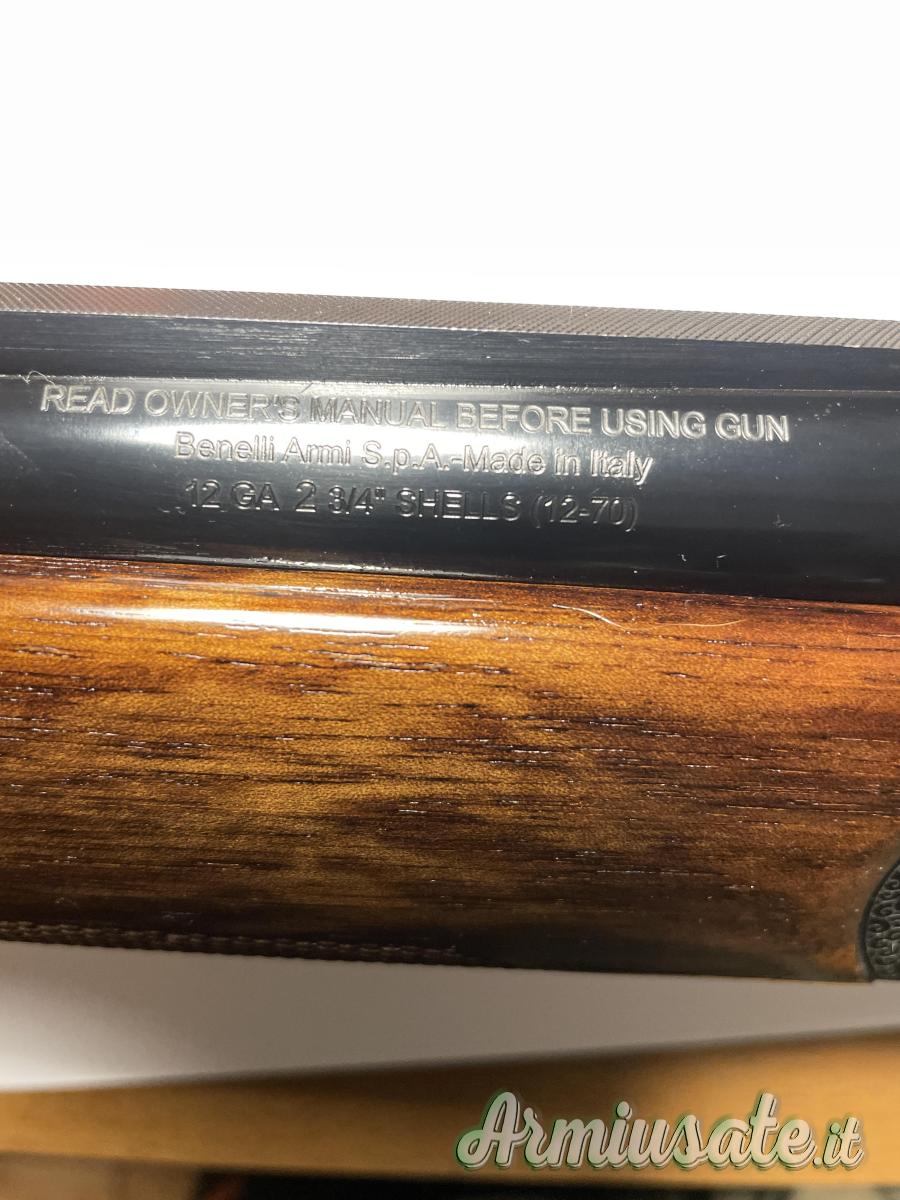 READ OWNER'S MANUAL BEFORE USING GUN
Benelli Armi S.p.A.-Made in Italy
12 GA 2 3/4" SHELLS (12-70)
Armiusate.it